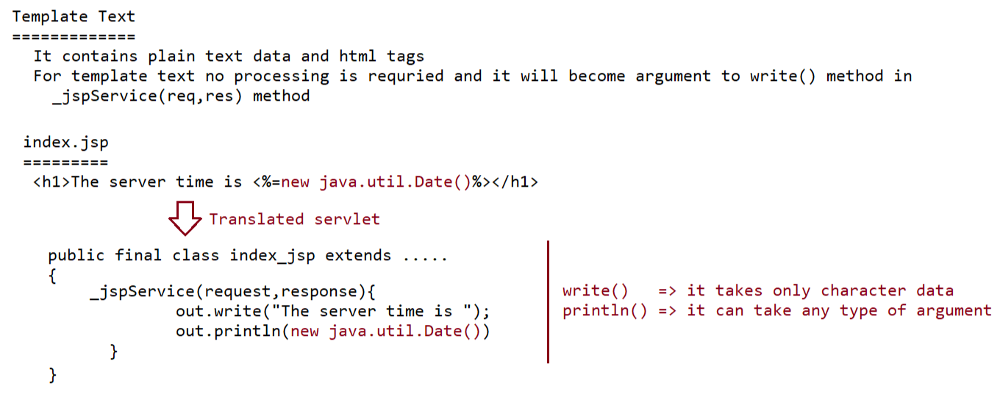 Template Text
=============
It contains plain text data and html tags
For template text no processing is requried and it will become argument to write() method in
_jspService(req,res) method
index.jsp
=========
<h1>The server time is <%=new java.util.Date()%></h1>
Translated servlet
public final class index_jsp extends .....
{
_jspService(request,response){
out.write("The server time is ");
out.println(new java.util.Date())
}
}
write() => it takes only character data
println() => it can take any type of argument